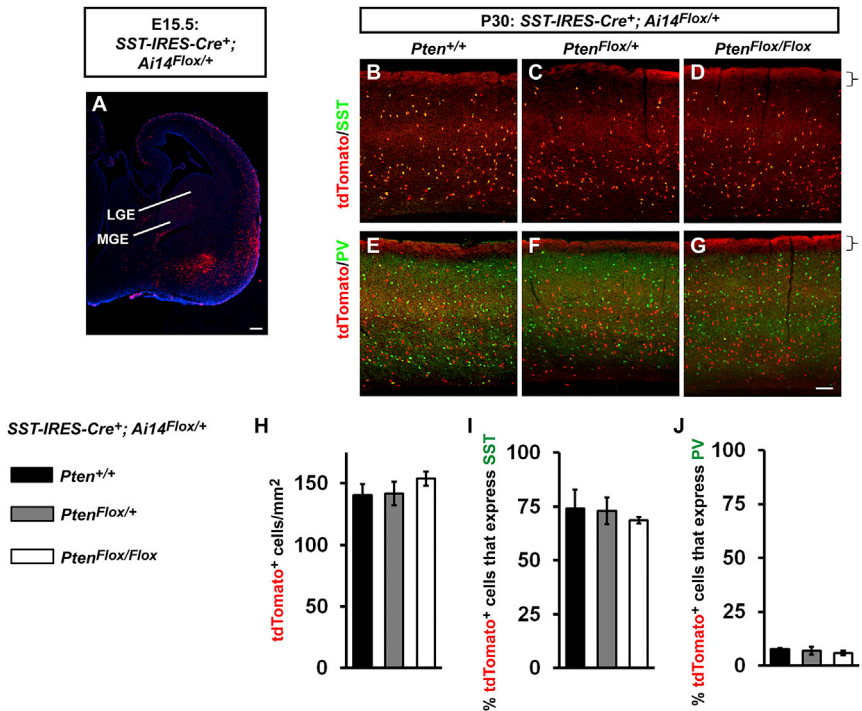 E15.5:
SST-IRES-Cre+;
Ai14Flox/+
P30: SST-IRES-Cre+; Ai14Flox/+
Pten+/+
PtenFlox/+
PtenFlox/Flox
A
LGE
MGE
tdTomato/SST
B
C
D
tdTomato/PV
E
F
G
SST-IRES-Cre+; Ai14Flox/+
Pten+/+
PtenFlox/+
PtenFlox/Flox
H
tdTomato+ cells/mm2
150
100
50
0
I
% tdTomato+ cells that express SST
100
75
50
25
0
J
% tdTomato+ cells that express PV
100
75
50
25
0